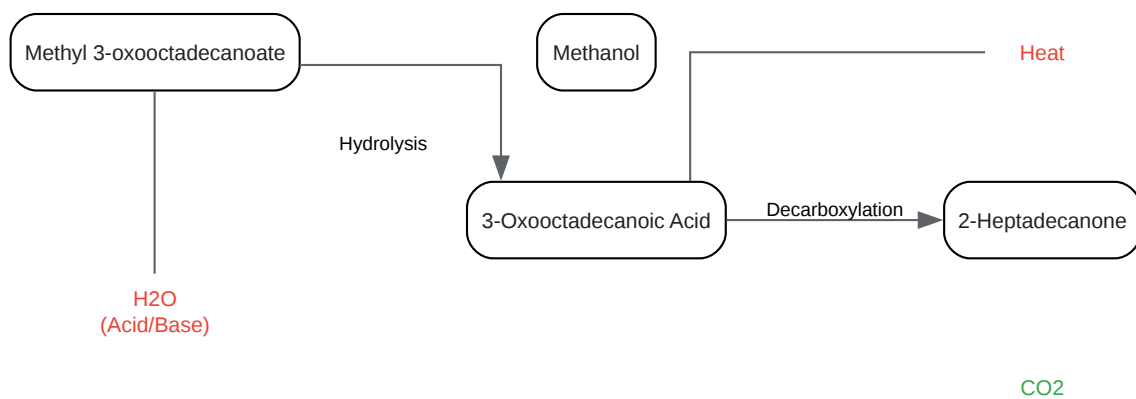 Methyl 3-oxooctadecanoate
Methanol
Heat
Hydrolysis
3-Oxooctadecanoic Acid
Decarboxylation
2-Heptadecanone
H2O
(Acid/Base)
CO2